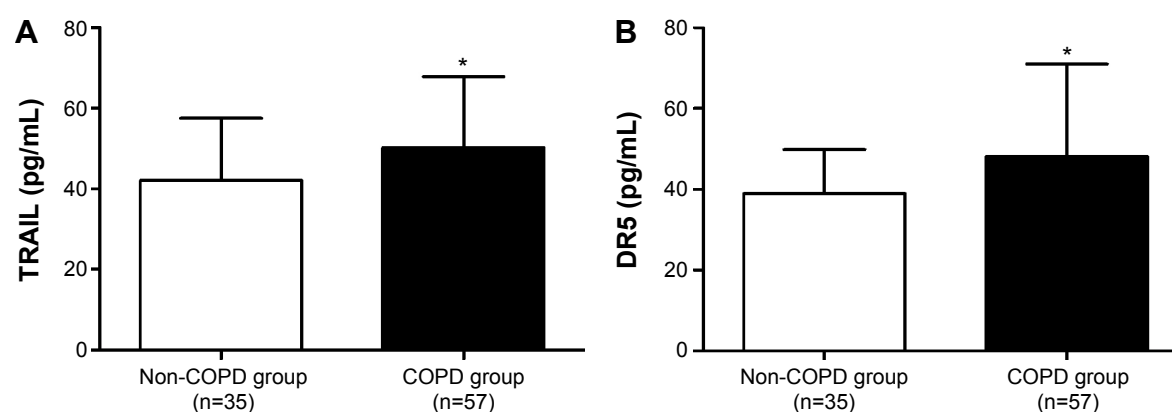 A
TRAIL (pg/mL)
80
60
40
20
0
*
Non-COPD group
(n=35)
COPD group
(n=57)
B
DR5 (pg/mL)
80
60
40
20
0
*
Non-COPD group
(n=35)
COPD group
(n=57)